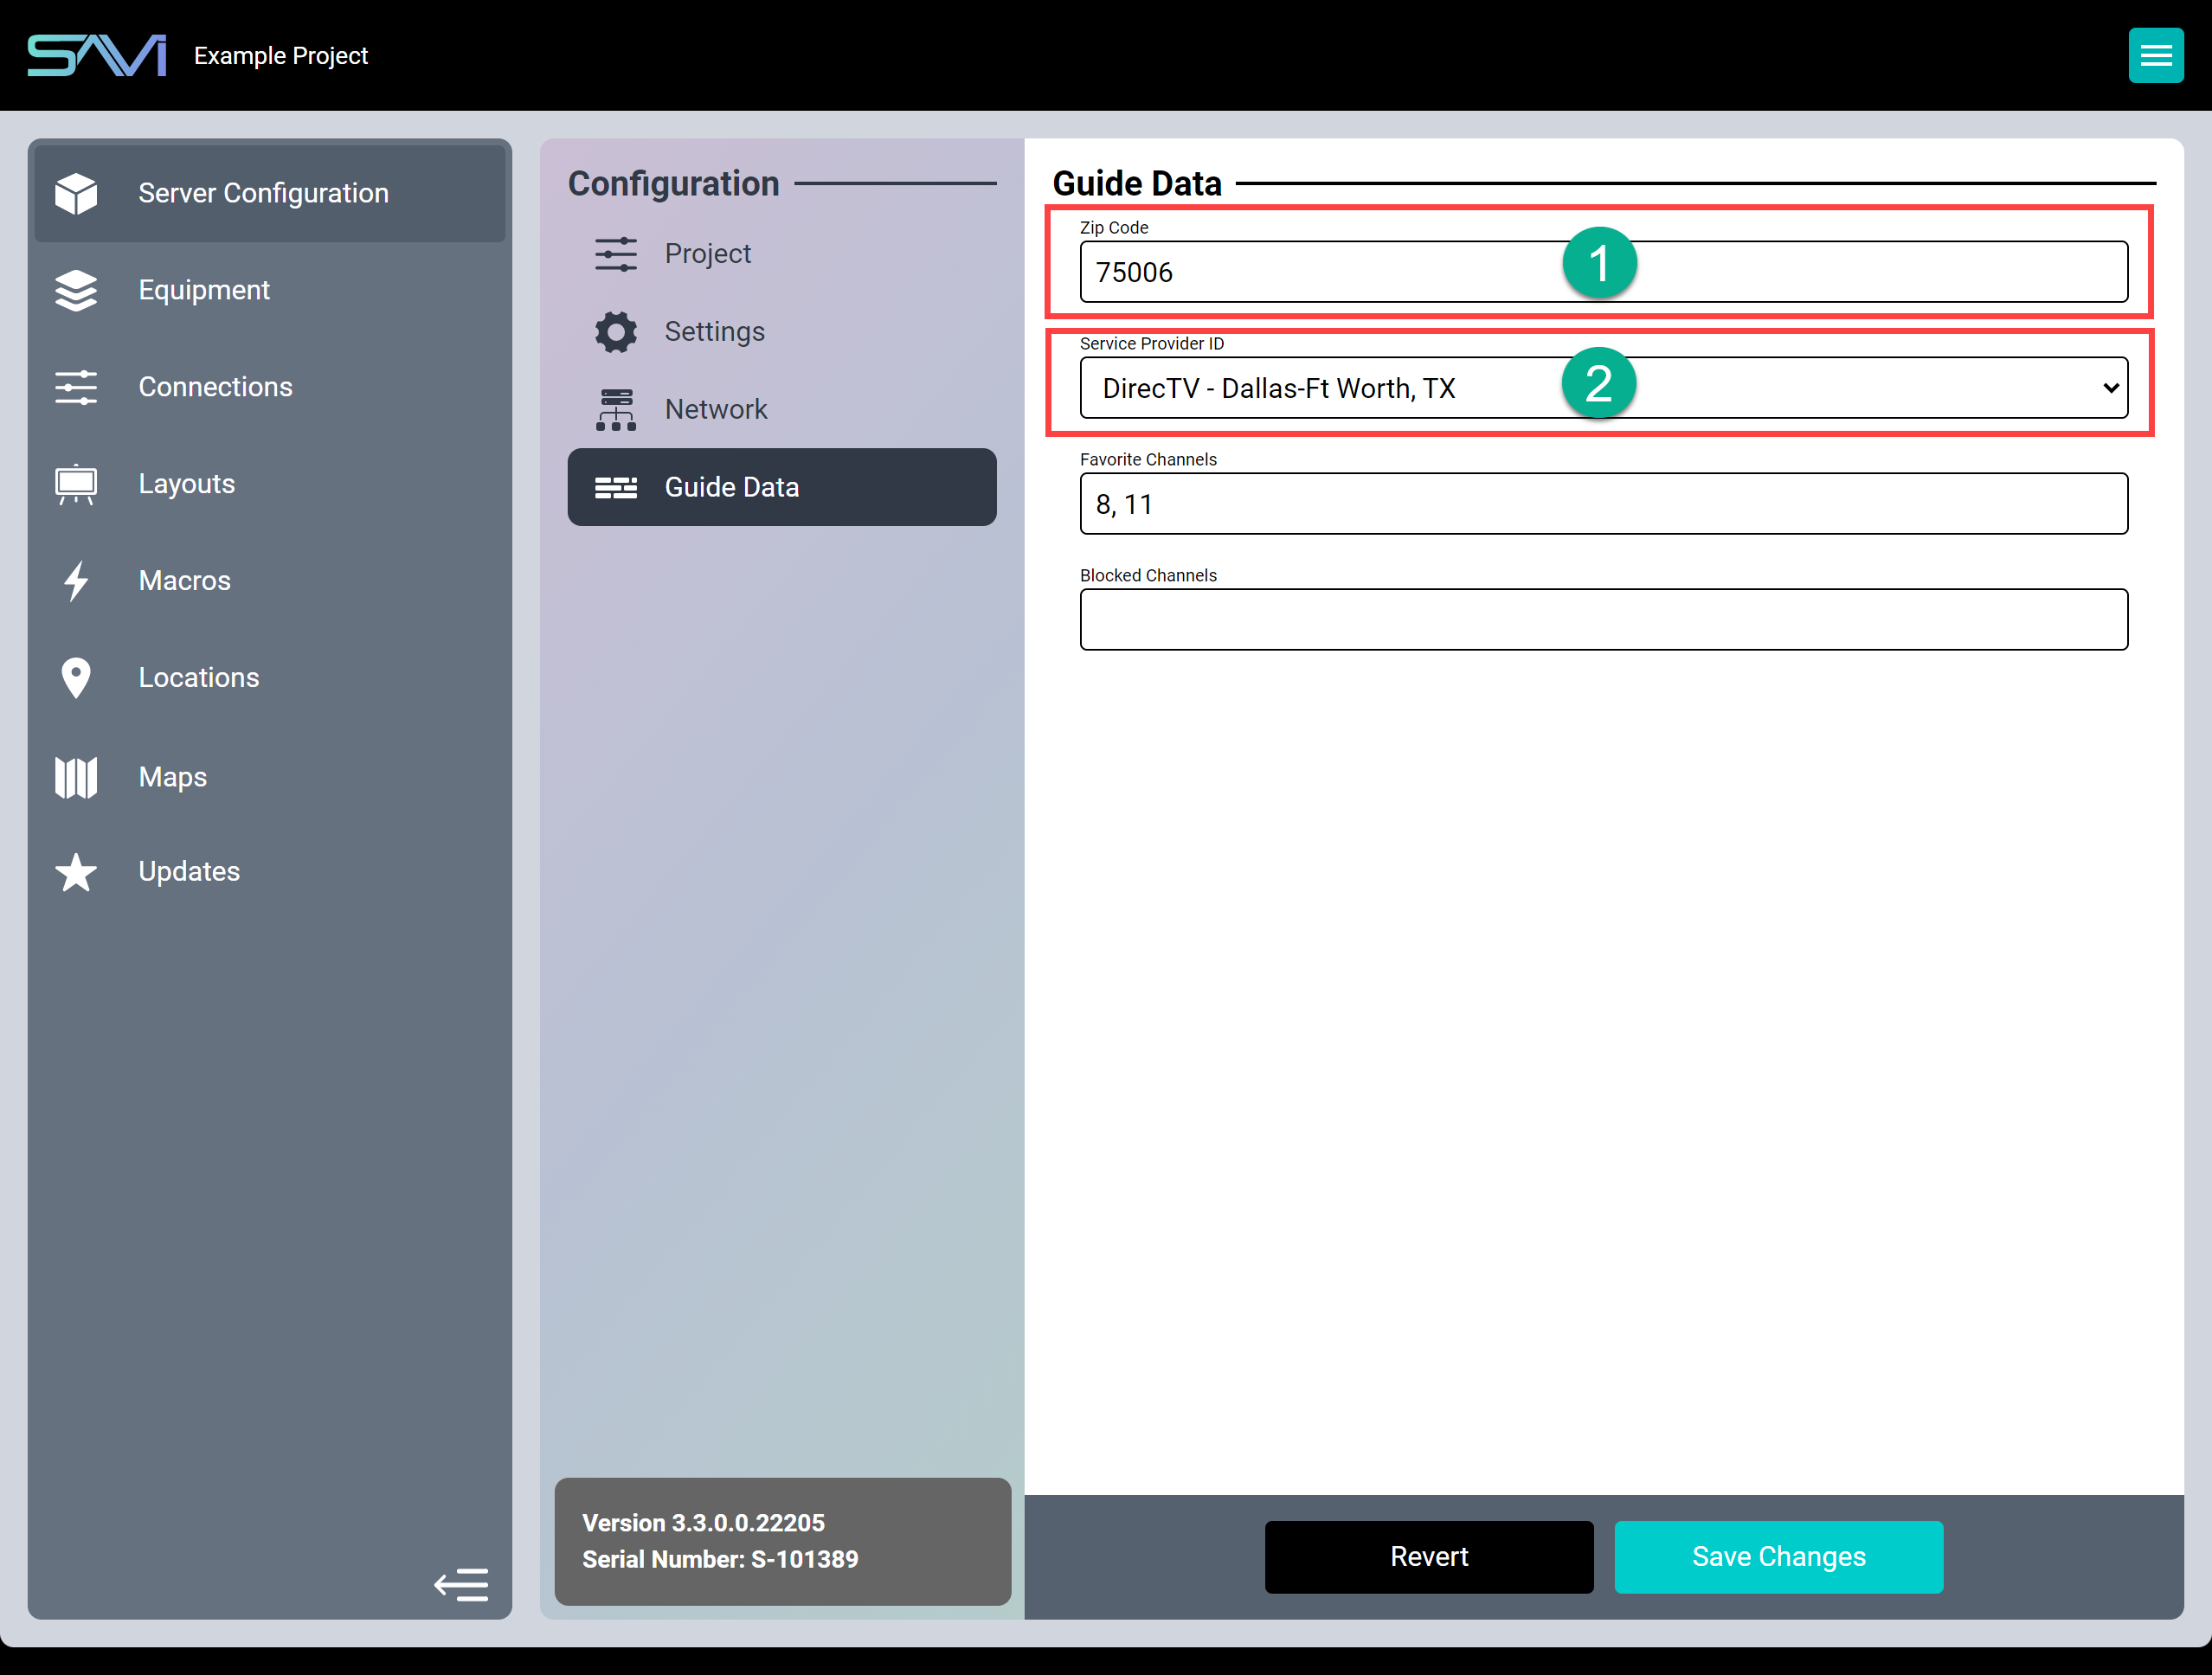 SAVI
Example Project
Server Configuration
Equipment
Connections
Layouts
Macros
Locations
Maps
Updates
Configuration
Project
Settings
Network
Guide Data
Version 3.3.0.0.22205
Serial Number: S-101389
Guide Data
Zip Code
75006
1
Service Provider ID
DirecTV - Dallas-Ft Worth, TX
2
Favorite Channels
8, 11
Blocked Channels
Revert
Save Changes